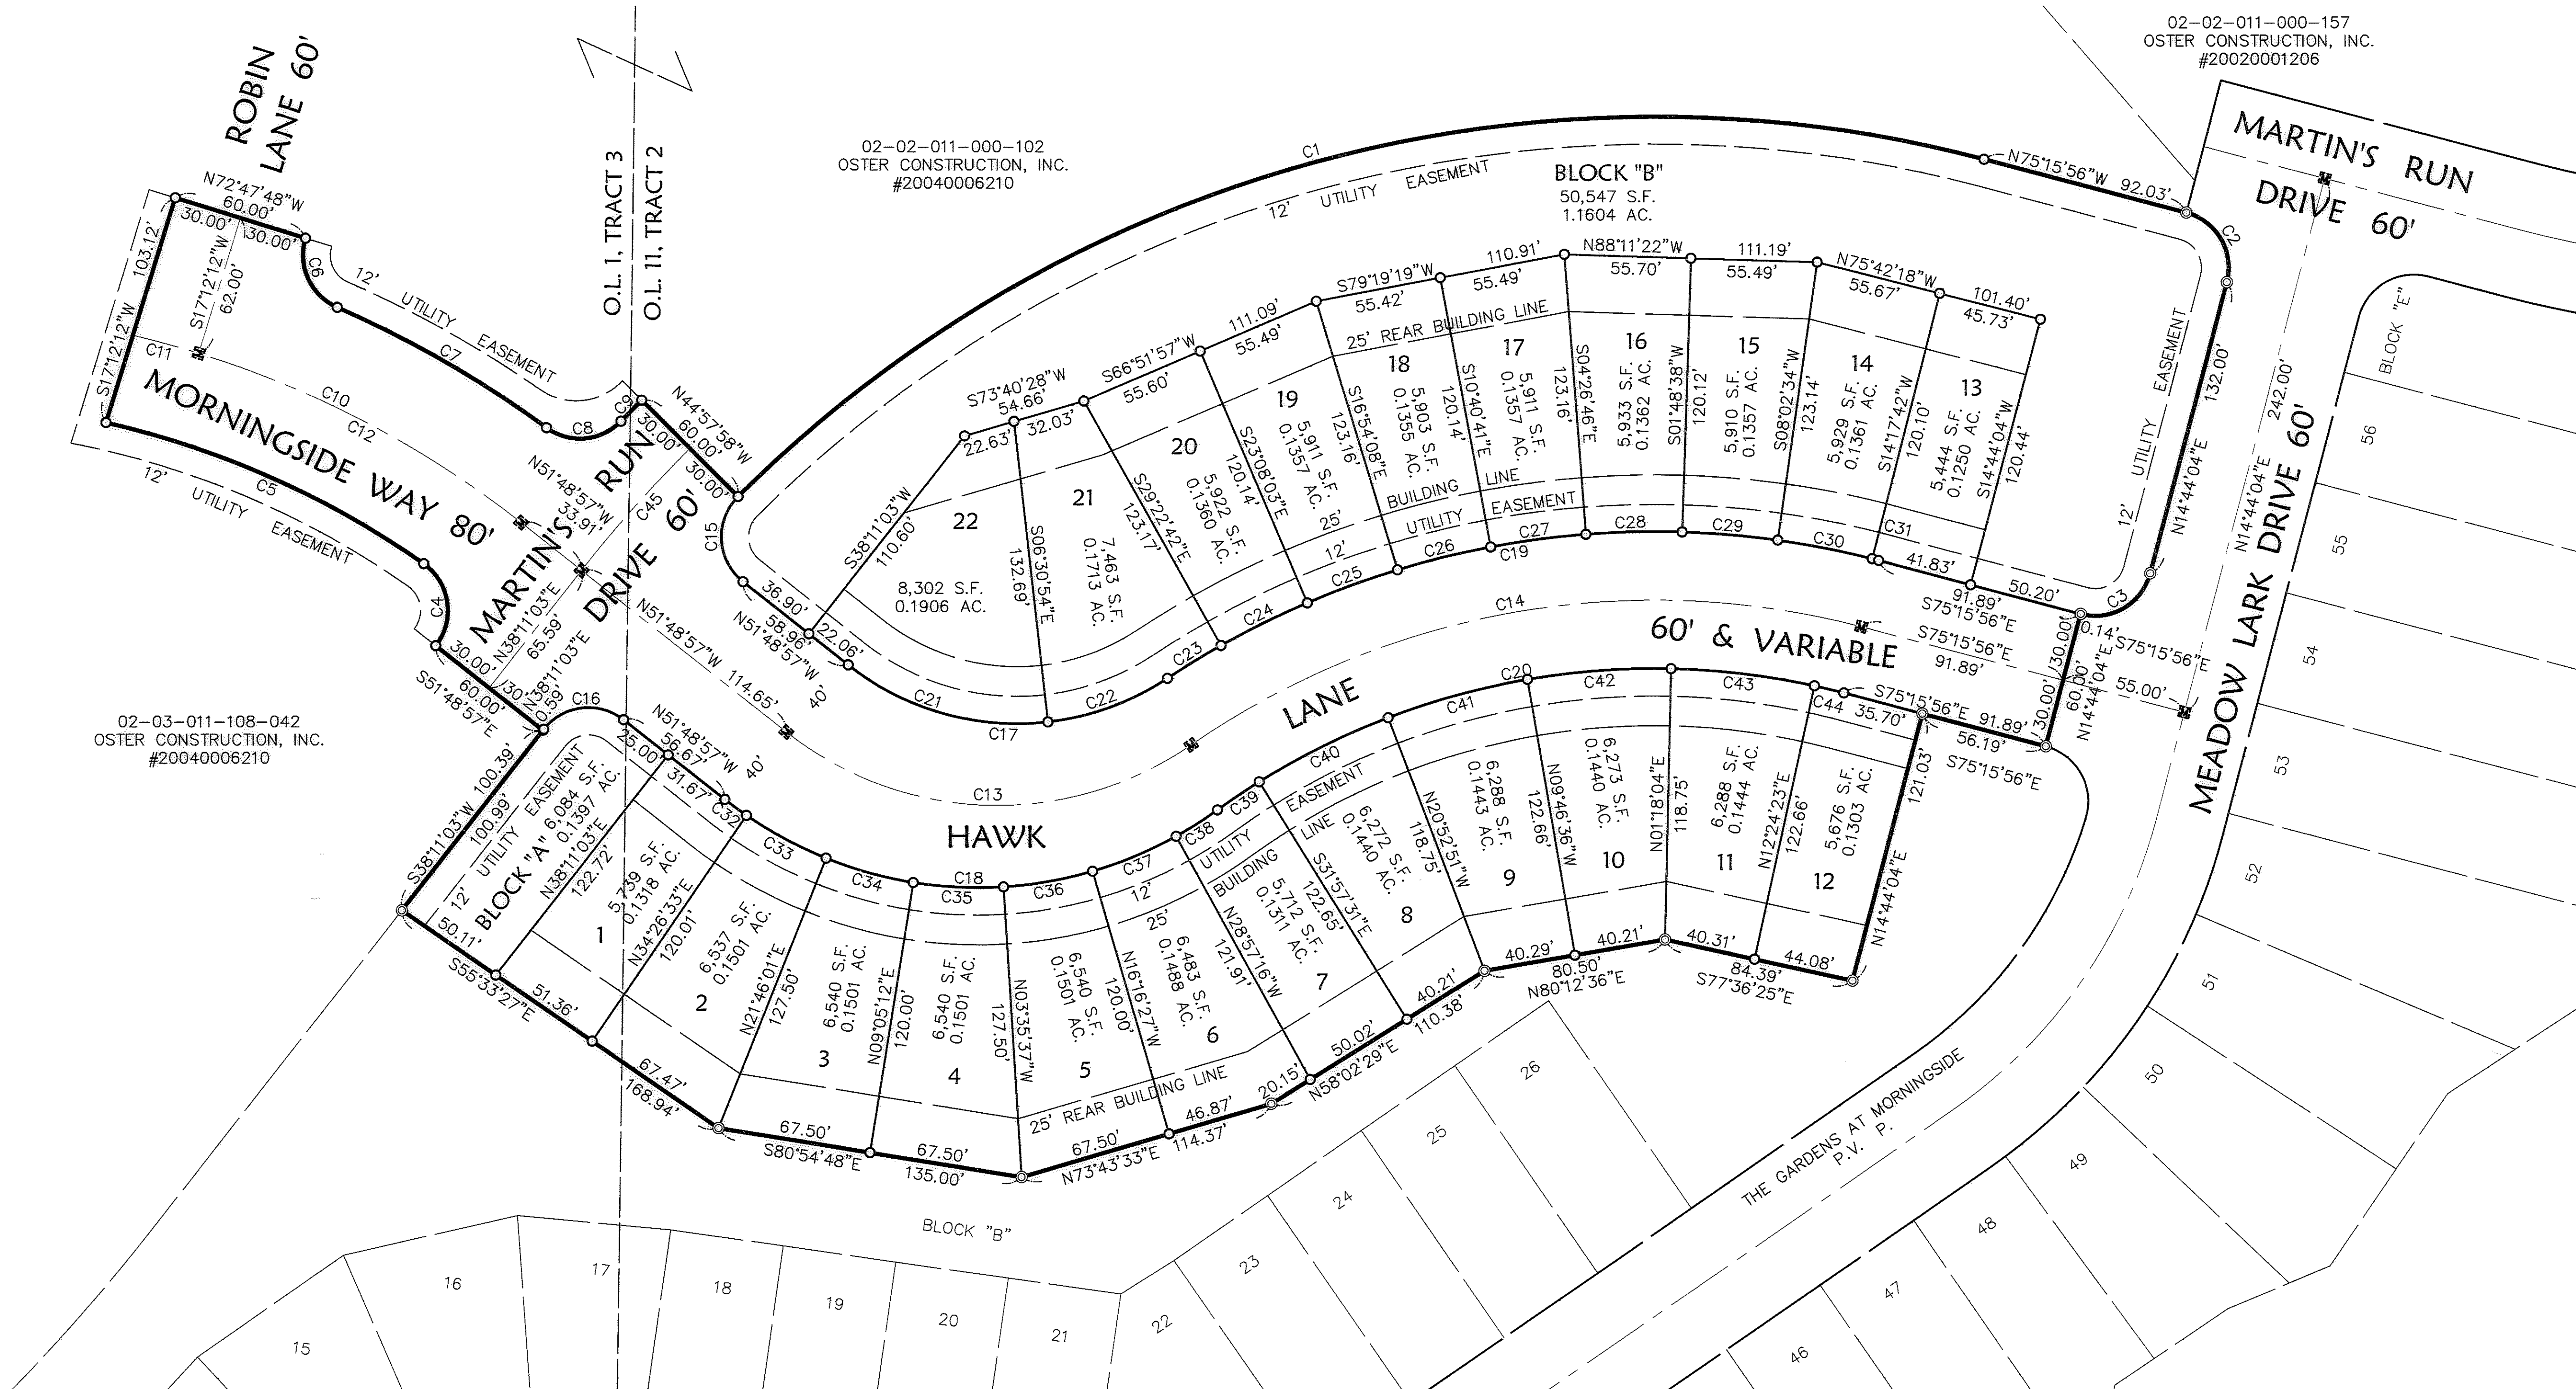 02-02-011-000-157
OSTER CONSTRUCTION, INC.
#20020001206
ROBIN
LANE 60'
MARTIN'S RUN
DRIVE 60'
02-02-011-000-102
OSTER CONSTRUCTION, INC.
#20040006210
O.L. 1, TRACT 3
O.L. 11, TRACT 2
C1
12' UTILITY EASEMENT
BLOCK "B"
50,547 S.F.
1.1604 AC.
N75°15'56"W 92.03'
C2
N72°47'48"W
60.00'
30.00'
30.00'
103.12'
S17°12'12"W
S17°12'12"W
62.00'
C6
12' UTILITY EASEMENT
C7
C8
C9
N44°57'58"W
60.00'
30.00'
30.00'
C11
C10
C12
MORNINGSIDE WAY 80'
C5
12' UTILITY EASEMENT
C4
MARTIN'S RUN
DRIVE 60'
N51°48'57"W
33.91'
C45
C15
N38°11'03"E
65.59'
N38°11'03"E
0.59'
30.00'
60.00'
30.00'
S51°48'57"E
N51°48'57"W 114.65'
40'
36.90'
58.96'
22.06'
N51°48'57"W
S38°11'03"W
110.60'
22
8,302 S.F.
0.1906 AC.
S73°40'28"W
54.66'
22.63'
32.03'
S06°30'54"E
132.69'
21
7,463 S.F.
0.1713 AC.
S66°51'57"W 111.09'
55.60'
55.49'
S29°22'42"E
123.17'
20
5,922 S.F.
0.1360 AC.
S23°08'03"E
120.14'
19
5,911 S.F.
0.1357 AC.
S79°19'19"W 110.91'
55.42'
55.49'
25' REAR BUILDING LINE
S16°54'08"E
123.16'
18
5,903 S.F.
0.1355 AC.
S10°40'41"E
120.14'
17
5,911 S.F.
0.1357 AC.
S04°26'46"E
123.16'
N88°11'22"W 111.19'
55.70'
55.49'
16
5,933 S.F.
0.1362 AC.
S01°48'38"W
120.12'
15
5,910 S.F.
0.1357 AC.
S08°02'34"W
123.14'
N75°42'18"W 101.40'
55.67'
45.73'
14
5,929 S.F.
0.1361 AC.
S14°17'42"W
120.10'
13
5,444 S.F.
0.1250 AC.
S14°44'04"W
120.44'
25' BUILDING LINE
12' UTILITY EASEMENT
C17
C21
C22
C23
C24
C25
C26
C19
C27
C28
C29
C30
C31
41.83'
50.20'
91.89'
S75°15'56"E
C3
12' UTILITY EASEMENT
132.00'
N14°44'04"E
242.00'
N14°44'04"E
MEADOW LARK DRIVE 60'
BLOCK "E"
56
55
54
53
52
51
50
49
48
47
46
0.14'
S75°15'56"E
30.00'
60.00'
30.00'
N14°44'04"E
55.00'
S75°15'56"E
91.89'
C14
C13
HAWK LANE 60' & VARIABLE
02-03-011-108-042
OSTER CONSTRUCTION, INC.
#20040006210
C16
N51°48'57"W
56.67'
25.00'
31.67'
40'
S38°11'03"W 100.39'
100.99'
12' UTILITY EASEMENT
BLOCK "A"
6,084 S.F.
0.1397 AC.
N38°11'03"E
122.72'
50.11'
S55°33'27"E
51.36'
67.47'
168.94'
1
5,739 S.F.
0.1318 AC.
N34°26'33"E
120.01'
2
6,537 S.F.
0.1501 AC.
N21°46'01"E
127.50'
3
6,540 S.F.
0.1501 AC.
N09°05'12"E
120.00'
4
6,540 S.F.
0.1501 AC.
N03°35'37"W
127.50'
5
6,540 S.F.
0.1501 AC.
N16°16'27"W
120.00'
6
6,483 S.F.
0.1488 AC.
N28°57'16"W
121.91'
7
5,712 S.F.
0.1311 AC.
S31°57'31"E
122.65'
8
6,272 S.F.
0.1440 AC.
N20°52'51"W
118.75'
9
6,288 S.F.
0.1443 AC.
N09°46'36"W
122.66'
10
6,273 S.F.
0.1440 AC.
N01°18'04"E
118.75'
11
6,288 S.F.
0.1444 AC.
N12°24'23"E
122.66'
12
5,676 S.F.
0.1303 AC.
121.03'
N14°44'04"E
C32
C33
C34
C18
C35
C36
C37
C38
C39
C40
C41
C20
C42
C43
C44
35.70'
S75°15'56"E
91.89'
56.19'
S75°15'56"E
12' UTILITY EASEMENT
25' BUILDING LINE
25' REAR BUILDING LINE
67.50'
67.50'
S80°54'48"E
135.00'
67.50'
46.87'
N73°43'33"E
114.37'
20.15'
50.02'
40.21'
110.38'
N58°02'29"E
40.29'
40.21'
80.50'
N80°12'36"E
40.31'
44.08'
84.39'
S77°36'25"E
THE GARDENS AT MORNINGSIDE
P.V. P.
BLOCK "B"
15
16
17
18
19
20
21
22
23
24
25
26